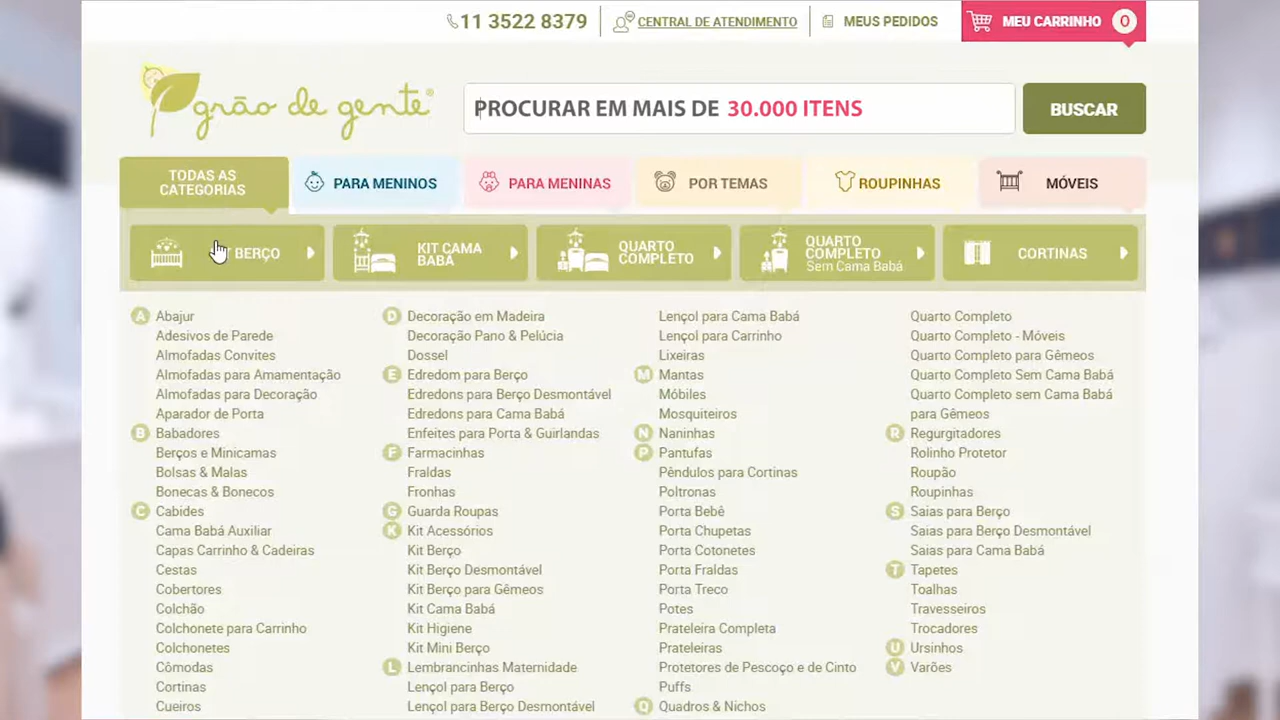 11 3522 8379
CENTRAL DE ATENDIMENTO
MEUS PEDIDOS
MEU CARRINHO
0
grão de gente®
PROCURAR EM MAIS DE 30.000 ITENS
BUSCAR
TODAS AS
CATEGORIAS
PARA MENINOS
PARA MENINAS
POR TEMAS
ROUPINHAS
MÓVEIS
BERÇO
KIT CAMA
BABÁ
QUARTO
COMPLETO
QUARTO
COMPLETO
Sem Cama Babá
CORTINAS
A Abajur
Adesivos de Parede
Almofadas Convites
Almofadas para Amamentação
Almofadas para Decoração
Aparador de Porta
B Babadores
Berços e Minicamas
Bolsas & Malas
Bonecas & Bonecos
C Cabides
Cama Babá Auxiliar
Capas Carrinho & Cadeiras
Cestas
Cobertores
Colchão
Colchonete para Carrinho
Colchonetes
Cômodas
Cortinas
Cueiros
D Decoração em Madeira
Decoração Pano & Pelúcia
Dossel
E Edredom para Berço
Edredons para Berço Desmontável
Edredons para Cama Babá
Enfeites para Porta & Guirlandas
F Farmacinhas
Fraldas
Fronhas
G Guarda Roupas
K Kit Acessórios
Kit Berço
Kit Berço Desmontável
Kit Berço para Gêmeos
Kit Cama Babá
Kit Higiene
Kit Mini Berço
L Lembrancinhas Maternidade
Lençol para Berço
Lençol para Berço Desmontável
Lençol para Cama Babá
Lençol para Carrinho
Lixeiras
M Mantas
Móbiles
Mosquiteiros
N Naninhas
P Pantufas
Pêndulos para Cortinas
Poltronas
Porta Bebê
Porta Chupetas
Porta Cotonetes
Porta Fraldas
Porta Treco
Potes
Prateleira Completa
Prateleiras
Protetores de Pescoço e de Cinto
Puffs
Q Quadros & Nichos
Quarto Completo
Quarto Completo - Móveis
Quarto Completo para Gêmeos
Quarto Completo Sem Cama Babá
Quarto Completo sem Cama Babá
para Gêmeos
R Regurgitadores
Rolinho Protetor
Roupão
Roupinhas
S Saias para Berço
Saias para Berço Desmontável
Saias para Cama Babá
T Tapetes
Toalhas
Travesseiros
Trocadores
U Ursinhos
V Varões